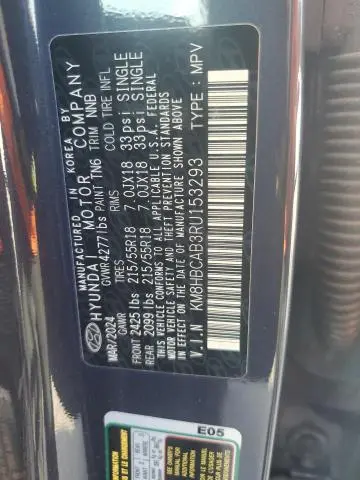 MANUFACTURED IN KOREA BY
HYUNDAI MOTOR COMPANY
GVWR 4277lbs PAINT TN6 TRIM NNB
MAR/2024 GAWR TIRES RIMS COLD TIRE INFL
FRONT 2425 lbs 215/55R18 7.0JX18 33psi SINGLE
REAR 2099 lbs 215/55R18 7.0JX18 33psi SINGLE
THIS VEHICLE CONFORMS TO ALL APPLICABLE U.S.A. FEDERAL
MOTOR VEHICLE SAFETY AND THEFT PREVENTION STANDARDS
IN EFFECT ON THE DATE OF MANUFACTURE SHOWN ABOVE.
V.I.N KM8HBCAB3RU153293 TYPE : MPV
E05